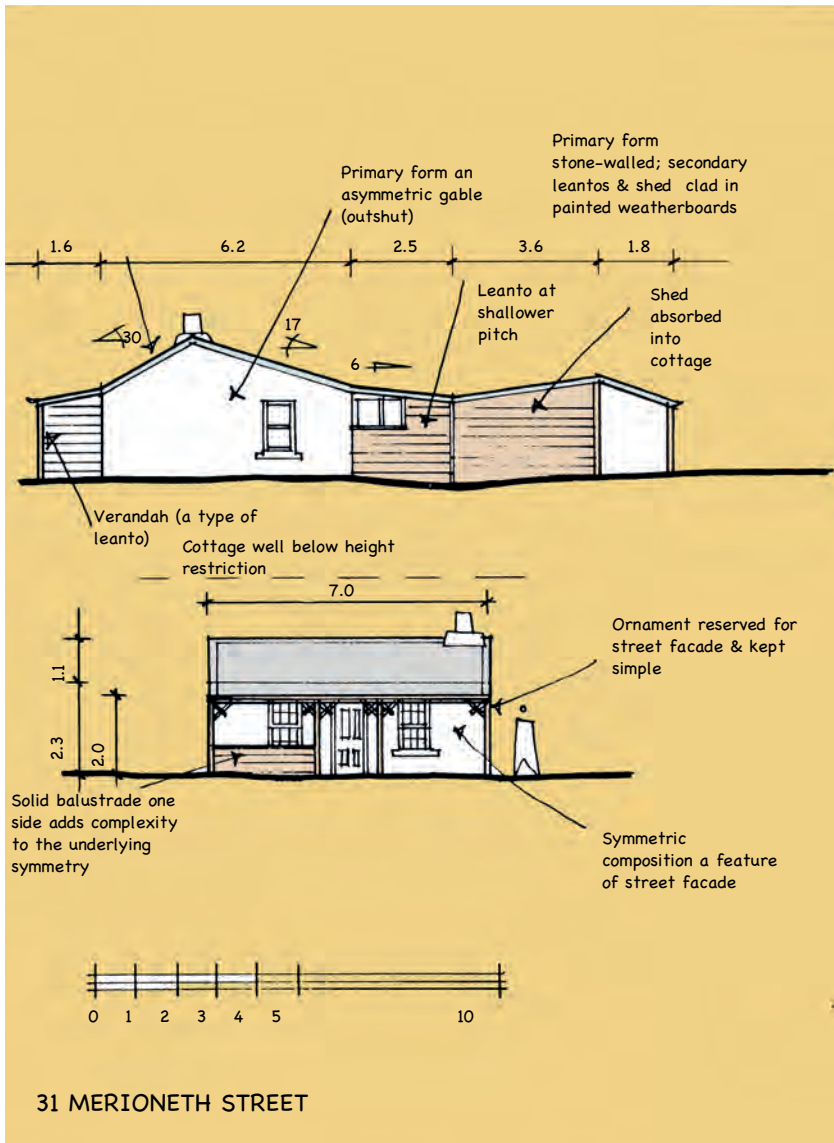 Primary form
stone-walled; secondary
leantos & shed clad in
painted weatherboards
Primary form an
asymmetric gable
(outshut)
1.6
6.2
2.5
3.6
1.8
Leanto at
shallower
pitch
Shed
absorbed
into
cottage
30
17
6
Verandah (a type of
leanto)
Cottage well below height
restriction
7.0
Ornament reserved for
street facade & kept
simple
1.1
2.3
2.0
Solid balustrade one
side adds complexity
to the underlying
symmetry
Symmetric
composition a feature
of street facade
0 1 2 3 4 5 10
31 MERIONETH STREET